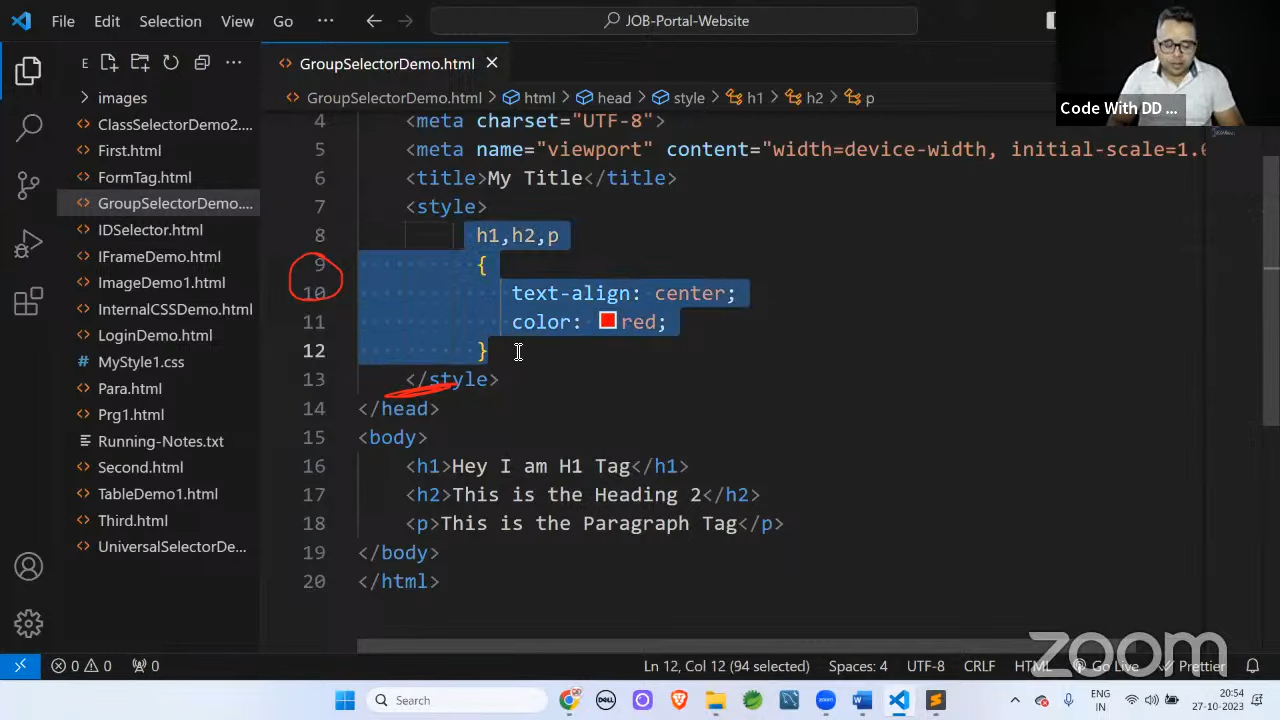 File Edit Selection View Go ··· JOB-Portal-Website
E GroupSelectorDemo.html
images
ClassSelectorDemo2....
First.html
FormTag.html
GroupSelectorDemo....
IDSelector.html
IFrameDemo.html
ImageDemo1.html
InternalCSSDemo.html
LoginDemo.html
MyStyle1.css
Para.html
Prg1.html
Running-Notes.txt
Second.html
TableDemo1.html
Third.html
UniversalSelectorDe...
GroupSelectorDemo.html > html > head > style > h1 > h2 > p
Code With DD ...
4 <meta charset="UTF-8">
5 <meta name="viewport" content="width=device-width, initial-scale=1.0
6 <title>My Title</title>
7 <style>
8 h1,h2,p
9 {
10 text-align: center;
11 color: red;
12 }
13 </style>
14 </head>
15 <body>
16 <h1>Hey I am H1 Tag</h1>
17 <h2>This is the Heading 2</h2>
18 <p>This is the Paragraph Tag</p>
19 </body>
20 </html>
zoom
0 0 0 Ln 12, Col 12 (94 selected) Spaces: 4 UTF-8 CRLF HTML Go Live Prettier
Search DELL W ENG 20:54
IN 27-10-2023